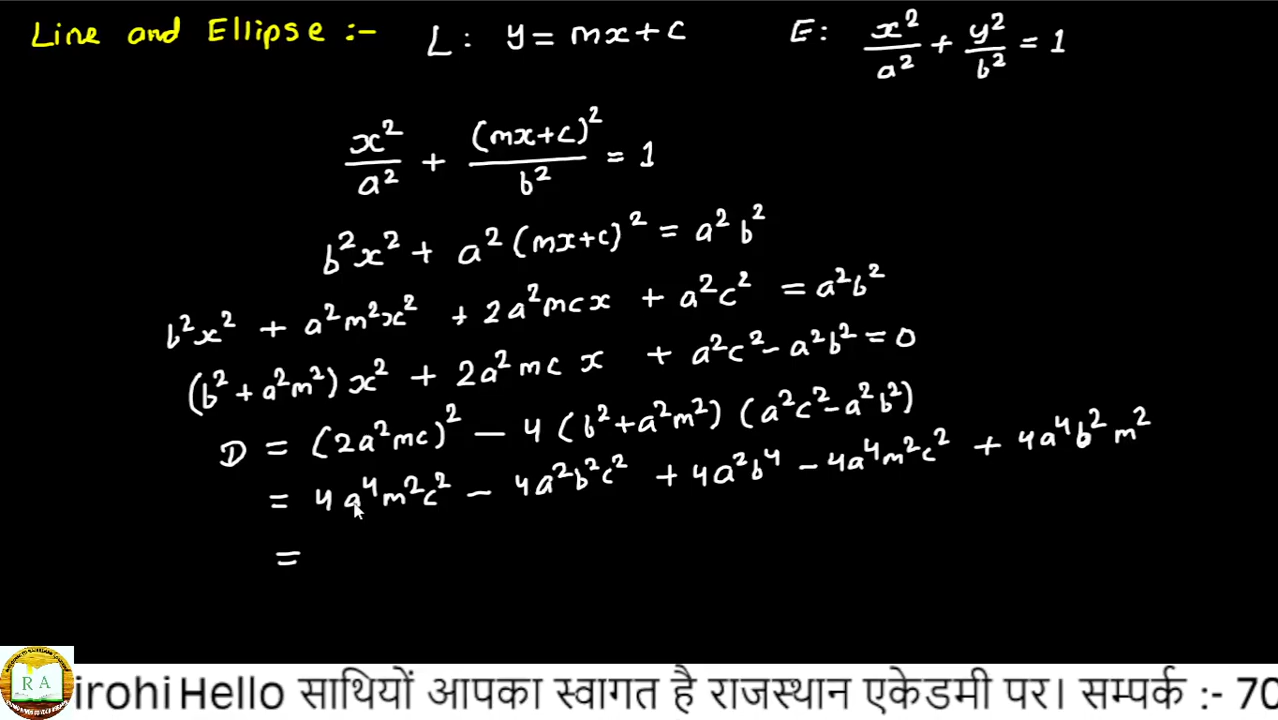 Line and Ellipse :- L : y = mx + c E : x²/a² + y²/b² = 1
x²/a² + (mx+c)²/b² = 1
b²x² + a²(mx+c)² = a²b²
b²x² + a²m²x² + 2a²mcx + a²c² = a²b²
(b² + a²m²)x² + 2a²mc x + a²c² - a²b² = 0
D = (2a²mc)² - 4(b² + a²m²)(a²c² - a²b²)
= 4a⁴m²c² - 4a²b²c² + 4a²b⁴ - 4a⁴m²c² + 4a⁴b²m²
=
RA
irohi Hello साथियों आपका स्वागत है राजस्थान एकेडमी पर। सम्पर्क :- 70